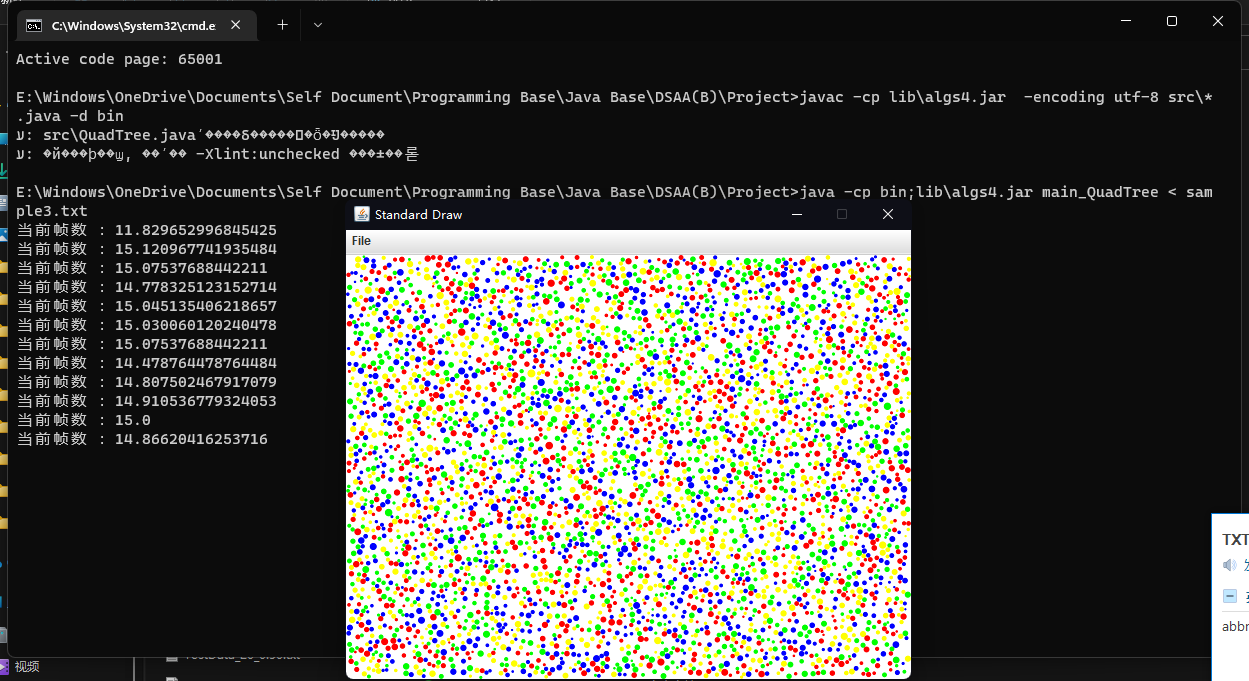 C:\Windows\System32\cmd.e
Active code page: 65001
E:\Windows\OneDrive\Documents\Self Document\Programming Base\Java Base\DSAA(B)\Project>javac -cp lib\algs4.jar  -encoding utf-8 src\*
.java -d bin
src\QuadTree.java
-Xlint:unchecked
E:\Windows\OneDrive\Documents\Self Document\Programming Base\Java Base\DSAA(B)\Project>java -cp bin;lib\algs4.jar main_QuadTree < sam
ple3.txt
Standard Draw
File
当前帧数 : 11.829652996845425
当前帧数 : 15.120967741935484
当前帧数 : 15.07537688442211
当前帧数 : 14.778325123152714
当前帧数 : 15.045135406218657
当前帧数 : 15.030060120240478
当前帧数 : 15.07537688442211
当前帧数 : 14.478764478764484
当前帧数 : 14.807502467917079
当前帧数 : 14.910536779324053
当前帧数 : 15.0
当前帧数 : 14.86620416253716
TXT
abbr
视频